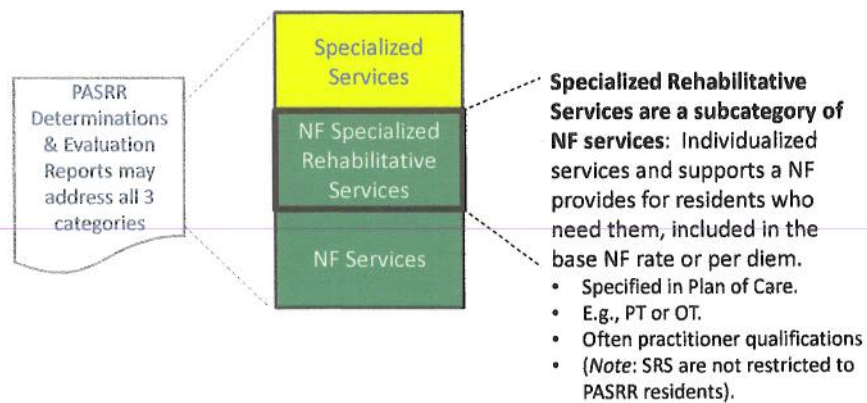 PASRR
Determinations
& Evaluation
Reports may
address all 3
categories
Specialized
Services
NF Specialized
Rehabilitative
Services
NF Services
Specialized Rehabilitative
Services are a subcategory of
NF services: Individualized
services and supports a NF
provides for residents who
need them, included in the
base NF rate or per diem.
• Specified in Plan of Care.
• E.g., PT or OT.
• Often practitioner qualifications
• (Note: SRS are not restricted to
PASRR residents).